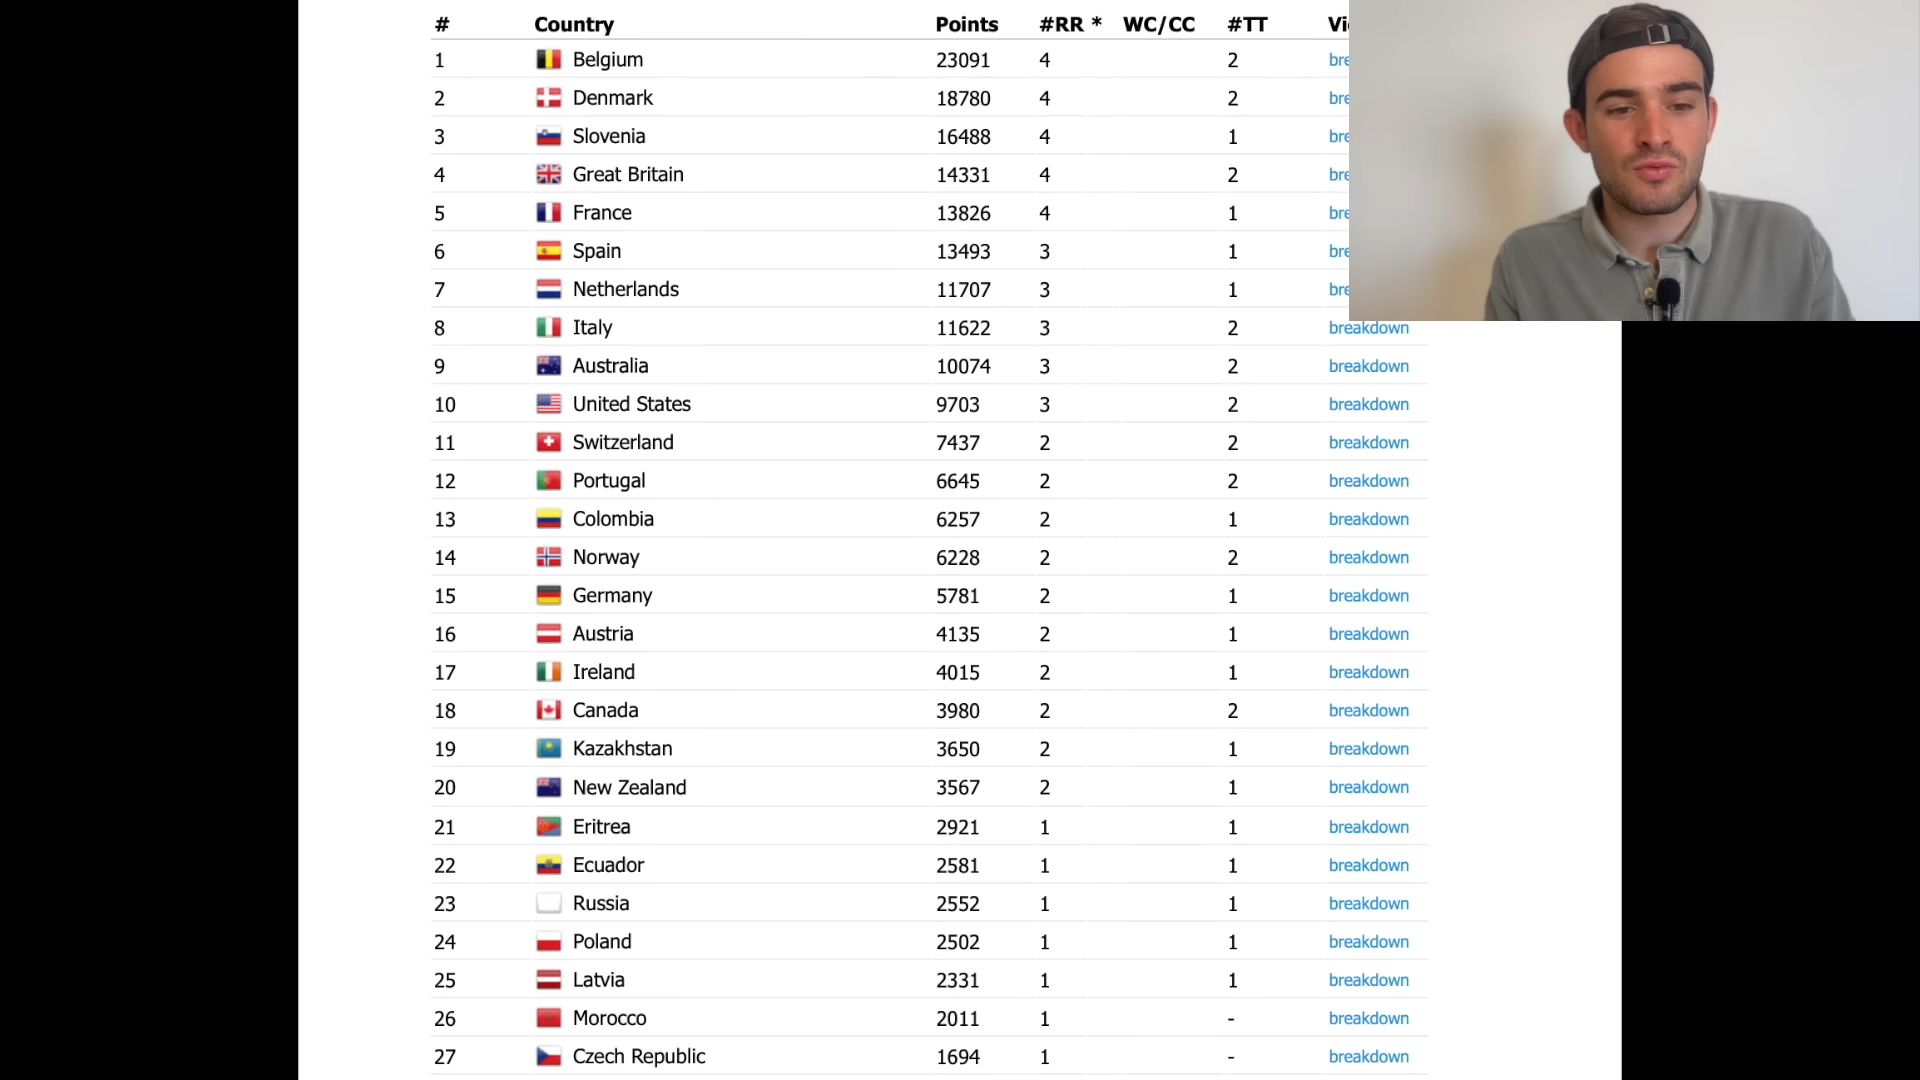 # Country Points #RR * WC/CC #TT Vi
1 Belgium 23091 4 2 bre
2 Denmark 18780 4 2 bre
3 Slovenia 16488 4 1 bre
4 Great Britain 14331 4 2 bre
5 France 13826 4 1 bre
6 Spain 13493 3 1 bre
7 Netherlands 11707 3 1 bre
8 Italy 11622 3 2 breakdown
9 Australia 10074 3 2 breakdown
10 United States 9703 3 2 breakdown
11 Switzerland 7437 2 2 breakdown
12 Portugal 6645 2 2 breakdown
13 Colombia 6257 2 1 breakdown
14 Norway 6228 2 2 breakdown
15 Germany 5781 2 1 breakdown
16 Austria 4135 2 1 breakdown
17 Ireland 4015 2 1 breakdown
18 Canada 3980 2 2 breakdown
19 Kazakhstan 3650 2 1 breakdown
20 New Zealand 3567 2 1 breakdown
21 Eritrea 2921 1 1 breakdown
22 Ecuador 2581 1 1 breakdown
23 Russia 2552 1 1 breakdown
24 Poland 2502 1 1 breakdown
25 Latvia 2331 1 1 breakdown
26 Morocco 2011 1 - breakdown
27 Czech Republic 1694 1 - breakdown